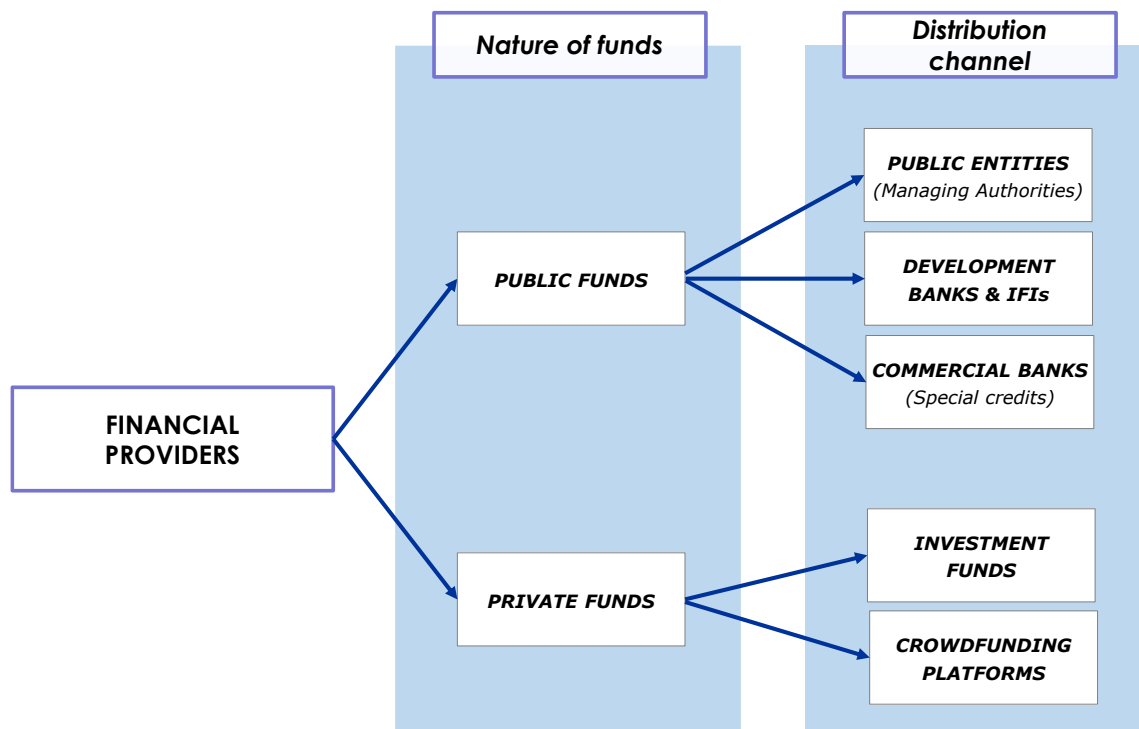 Nature of funds
Distribution
channel
PUBLIC ENTITIES
(Managing Authorities)
PUBLIC FUNDS
DEVELOPMENT
BANKS & IFIs
COMMERCIAL BANKS
(Special credits)
FINANCIAL
PROVIDERS
INVESTMENT
FUNDS
PRIVATE FUNDS
CROWDFUNDING
PLATFORMS